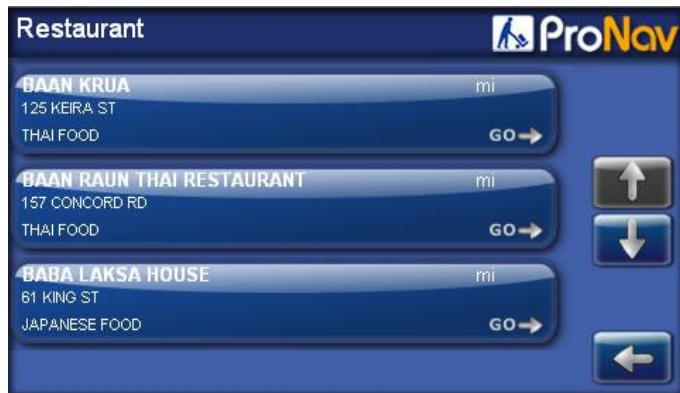 Restaurant
ProNav
BAAN KRUA mi
125 KEIRA ST
THAI FOOD GO
BAAN RAUN THAI RESTAURANT mi
157 CONCORD RD
THAI FOOD GO
BABA LAKSA HOUSE mi
61 KING ST
JAPANESE FOOD GO